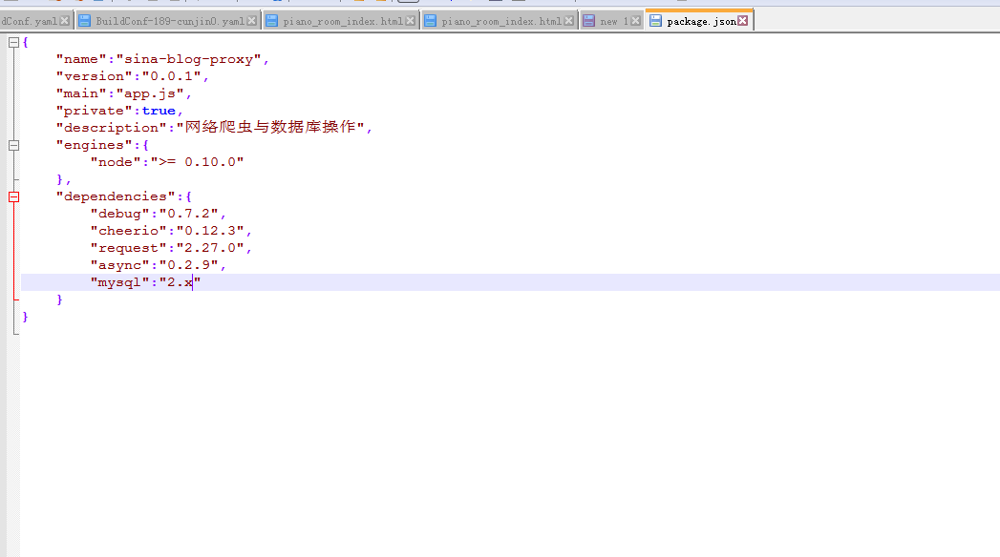 dConf.yaml BuildConf-189-cunjin0.yaml piano_room_index.html piano_room_index.html new 1 package.json
{
"name":"sina-blog-proxy",
"version":"0.0.1",
"main":"app.js",
"private":true,
"description":"网络爬虫与数据库操作",
"engines":{
"node":">= 0.10.0"
},
"dependencies":{
"debug":"0.7.2",
"cheerio":"0.12.3",
"request":"2.27.0",
"async":"0.2.9",
"mysql":"2.x"
}
}